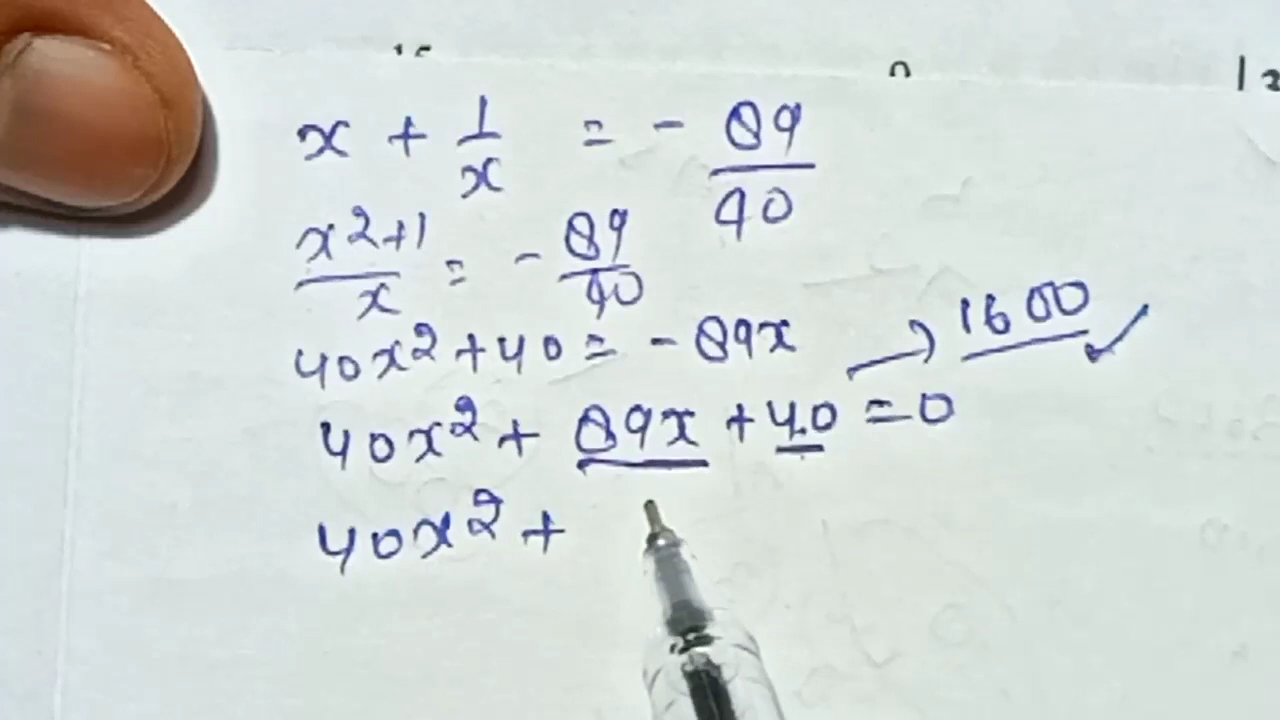 x + 1/x = - 89/40
x²+1/x = - 89/40
40x²+40 = - 89x
→ 1600 ✓
40x² + 89x + 40 = 0
40x² +